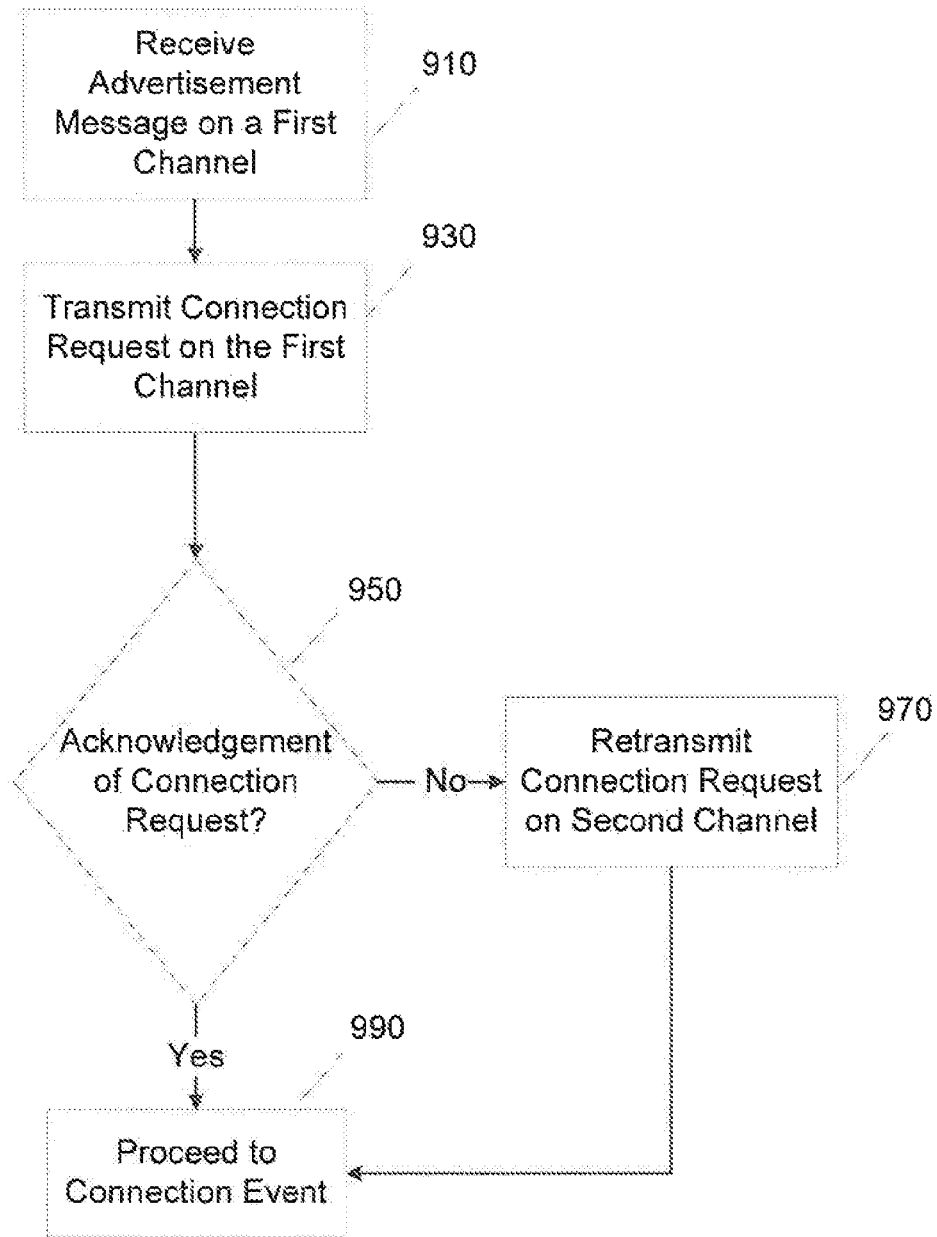 Receive
Advertisement
Message on a First
Channel
910
930
Transmit Connection
Request on the First
Channel
950
Acknowledgement
of Connection
Request?
No
970
Retransmit
Connection Request
on Second Channel
Yes
990
Proceed to
Connection Event